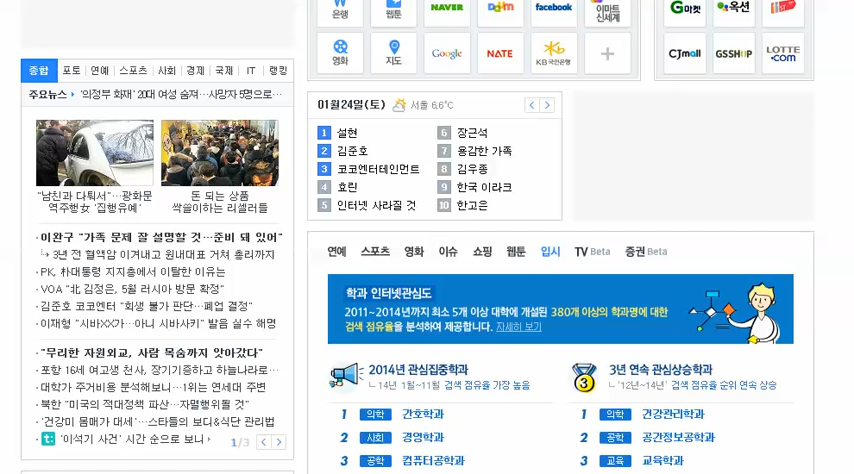 은행
웹툰
NAVER
Daum
facebook
이마트
신세계
G마켓
옥션
영화
지도
Google
NATE
KB국민은행
CJmall
GSSHOP
LOTTE
.com
종합 포토 연예 스포츠 사회 경제 국제 IT 랭킹
주요뉴스 '의정부 화재' 20대 여성 숨져…사망자 5명으로…
"남친과 다퉈서"…광화문
역주행女 '집행유예'
돈 되는 상품
싹쓸이하는 리셀러들
이완구 "가족 문제 잘 설명할 것…준비 돼 있어"
3년 전 혈액암 이겨내고 원내대표 거쳐 총리까지
PK, 朴대통령 지지층에서 이탈한 이유는
VOA "北 김정은, 5월 러시아 방문 확정"
김준호 코코엔터 "회생 불가 판단…폐업 결정"
이재형 "시바XX가…아니 시바사키" 발음 실수 해명
"무리한 자원외교, 사람 목숨까지 앗아갔다"
포항 16세 여고생 천사, 장기기증하고 하늘나라로…
대학가 주거비용 분석해보니…1위는 연세대 주변
북한 "미국의 적대정책 파산…자멸행위될 것"
'건강미 몸매가 대세'…스타들의 보디&식단 관리법
'이석기 사건' 시간 순으로 보니
1/3
01월24일(토) 서울 6.6℃
1 설현
2 김준호
3 코코엔터테인먼트
4 효린
5 인터넷 사라질 것
6 장근석
7 용감한 가족
8 김우종
9 한국 이라크
10 한고은
연예 스포츠 영화 이슈 쇼핑 웹툰 입시 TV Beta 증권 Beta
학과 인터넷관심도
2011~2014년까지 최소 5개 이상 대학에 개설된 380개 이상의 학과명에 대한
검색 점유율을 분석하여 제공합니다. 자세히 보기
2014년 관심집중학과
14년 1월~11월 검색 점유율 가장 높음
1 의학 간호학과
2 사회 경영학과
3 공학 컴퓨터공학과
3년 연속 관심상승학과
'12년~14년' 검색 점유율 순위 연속 상승
1 의학 건강관리학과
2 공학 공간정보공학과
3 교육 교육학과